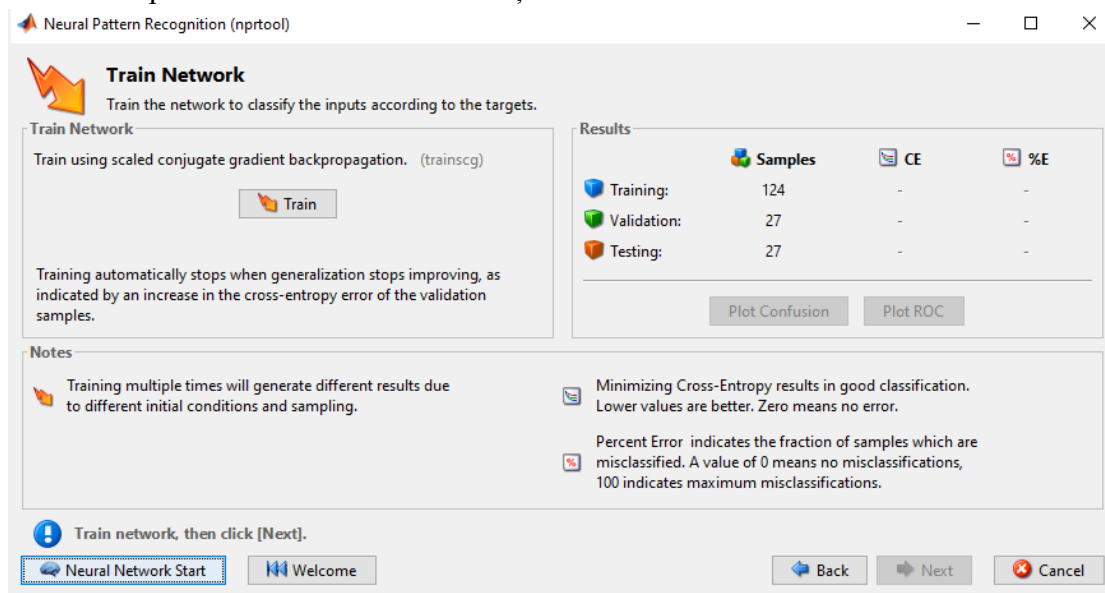 Neural Pattern Recognition (nprtool)
Train Network
Train the network to classify the inputs according to the targets.
Train Network
Train using scaled conjugate gradient backpropagation. (trainscg)
Train
Training automatically stops when generalization stops improving, as
indicated by an increase in the cross-entropy error of the validation
samples.
Results
Samples CE %E
Training: 124 - -
Validation: 27 - -
Testing: 27 - -
Plot Confusion Plot ROC
Notes
Training multiple times will generate different results due
to different initial conditions and sampling.
Minimizing Cross-Entropy results in good classification.
Lower values are better. Zero means no error.
Percent Error indicates the fraction of samples which are
misclassified. A value of 0 means no misclassifications,
100 indicates maximum misclassifications.
Train network, then click [Next].
Neural Network Start Welcome Back Next Cancel